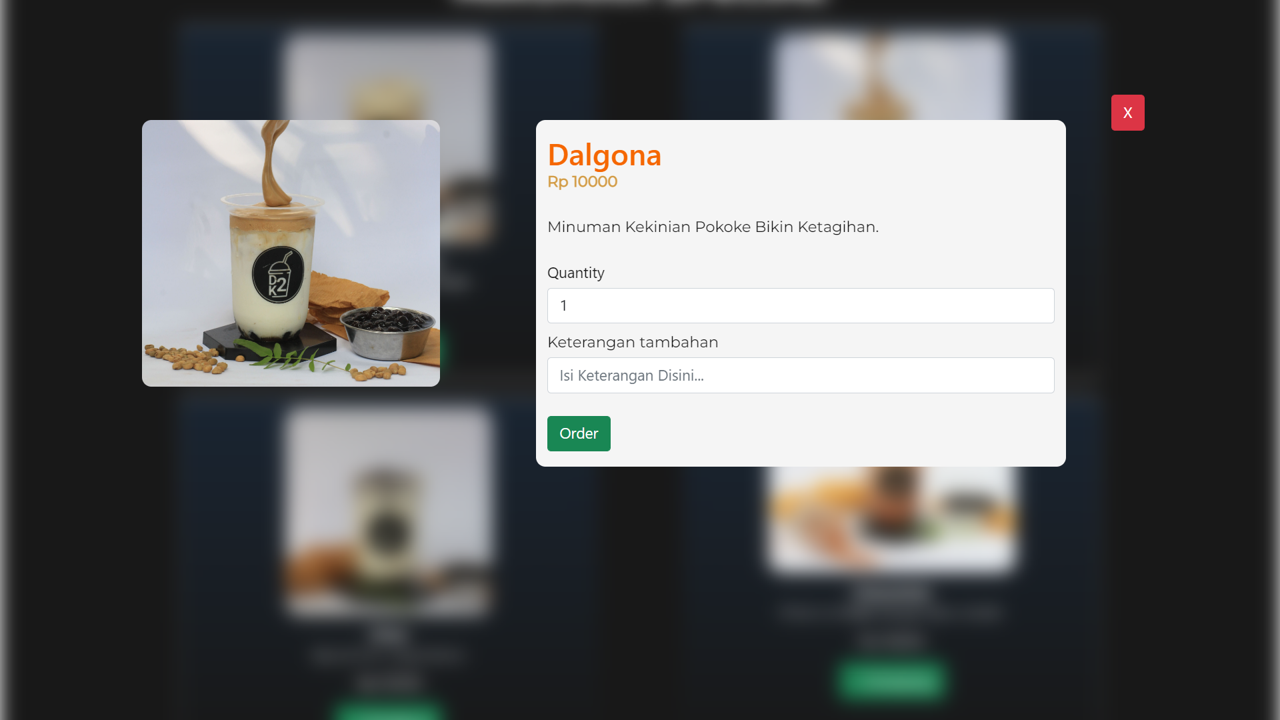 X
Dalgona
Rp 10000
Minuman Kekinian Pokoke Bikin Ketagihan.
Quantity
1
Keterangan tambahan
Isi Keterangan Disini...
Order
DK2